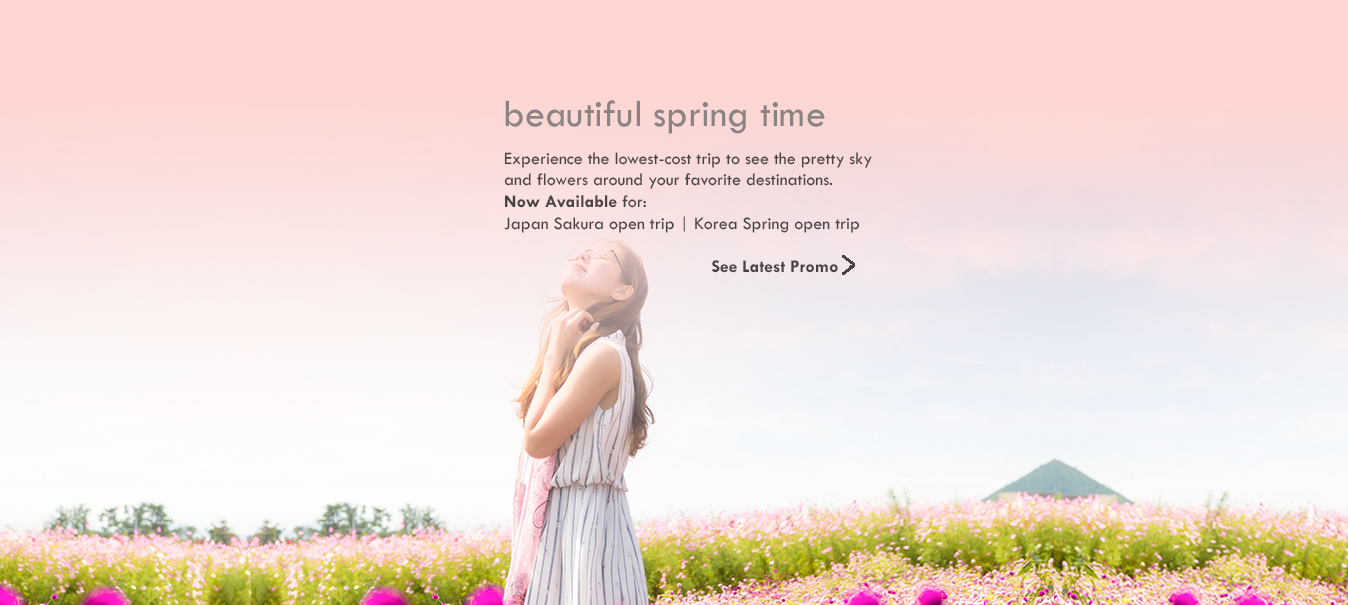 beautiful spring time
Experience the lowest-cost trip to see the pretty sky
and flowers around your favorite destinations.
Now Available for:
Japan Sakura open trip | Korea Spring open trip
See Latest Promo